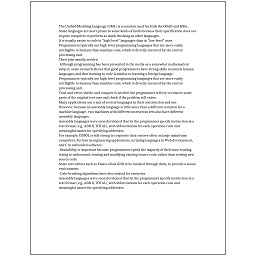 The Unified Modeling Language (UML) is a notation used for both the OOAD and MDA.
Some languages are more prone to some kinds of faults because their specification does not
require compilers to perform as much checking as other languages.
It is usually easier to code in "high-level" languages than in "low-level" ones.
Programmers typically use high-level programming languages that are more easily
intelligible to humans than machine code, which is directly executed by the central
processing unit.
Their jobs usually involve:
Although programming has been presented in the media as a somewhat mathematical
subject, some research shows that good programmers have strong skills in natural human
languages, and that learning to code is similar to learning a foreign language.
Programmers typically use high-level programming languages that are more easily
intelligible to humans than machine code, which is directly executed by the central
processing unit.
Trial-and-error/divide-and-conquer is needed: the programmer will try to remove some
parts of the original test case and check if the problem still exists.
Many applications use a mix of several languages in their construction and use.
However, because an assembly language is little more than a different notation for a
machine language, two machines with different instruction sets also have different
assembly languages.
Assembly languages were soon developed that let the programmer specify instruction in a
text format (e.g., ADD X, TOTAL), with abbreviations for each operation code and
meaningful names for specifying addresses.
For example, COBOL is still strong in corporate data centers often on large mainframe
computers, Fortran in engineering applications, scripting languages in Web development,
and C in embedded software.
Readability is important because programmers spend the majority of their time reading,
trying to understand, reusing and modifying existing source code, rather than writing new
source code.
Some text editors such as Emacs allow GDB to be invoked through them, to provide a visual
environment.
Code-breaking algorithms have also existed for centuries.
Assembly languages were soon developed that let the programmer specify instruction in a
text format (e.g., ADD X, TOTAL), with abbreviations for each operation code and
meaningful names for specifying addresses.